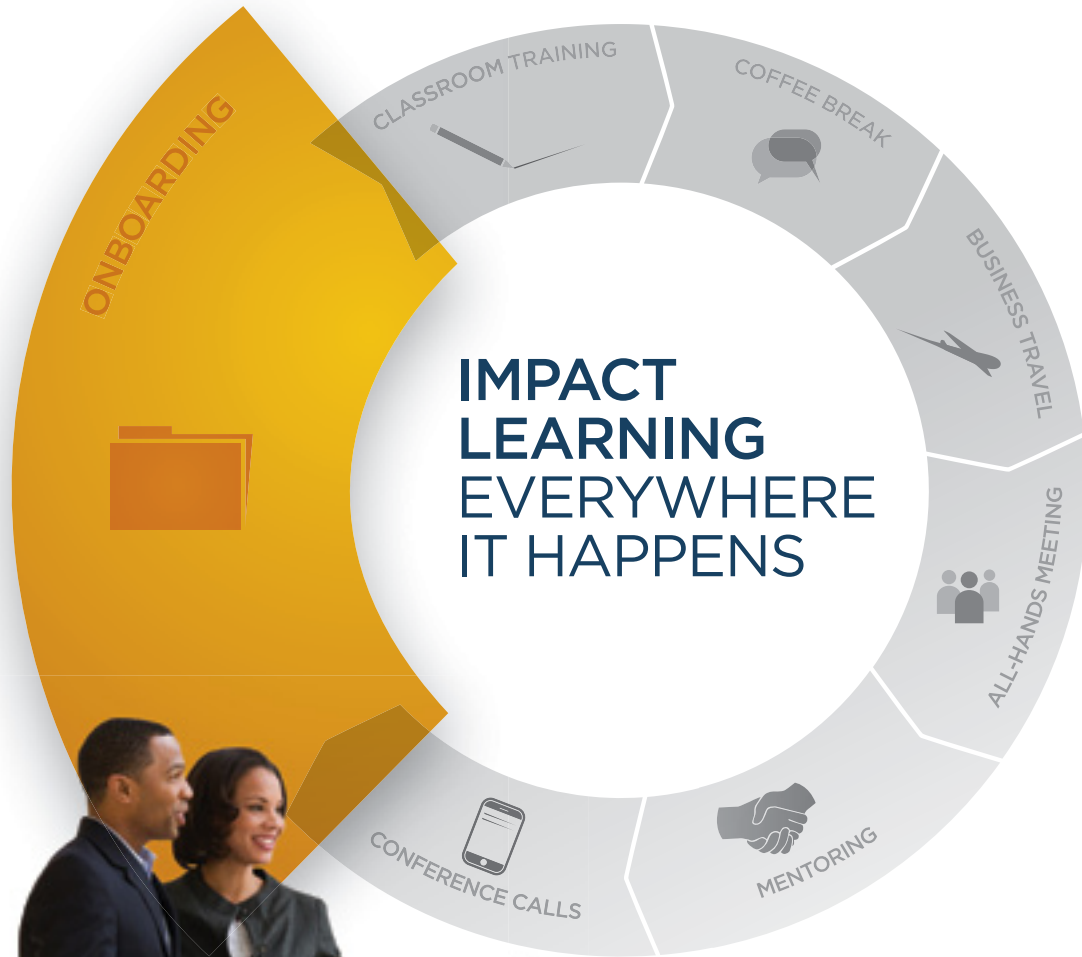 ONBOARDING
CLASSROOM TRAINING
COFFEE BREAK
BUSINESS TRAVEL
ALL-HANDS MEETING
MENTORING
CONFERENCE CALLS
IMPACT
LEARNING
EVERYWHERE
IT HAPPENS